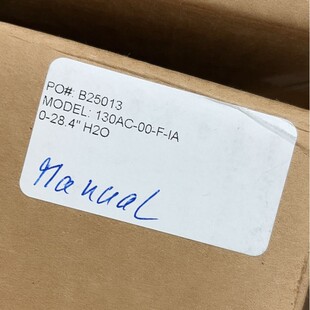 PO#: B25013
MODEL: 130AC-00-F-IA
0-28.4" H2O
Manual